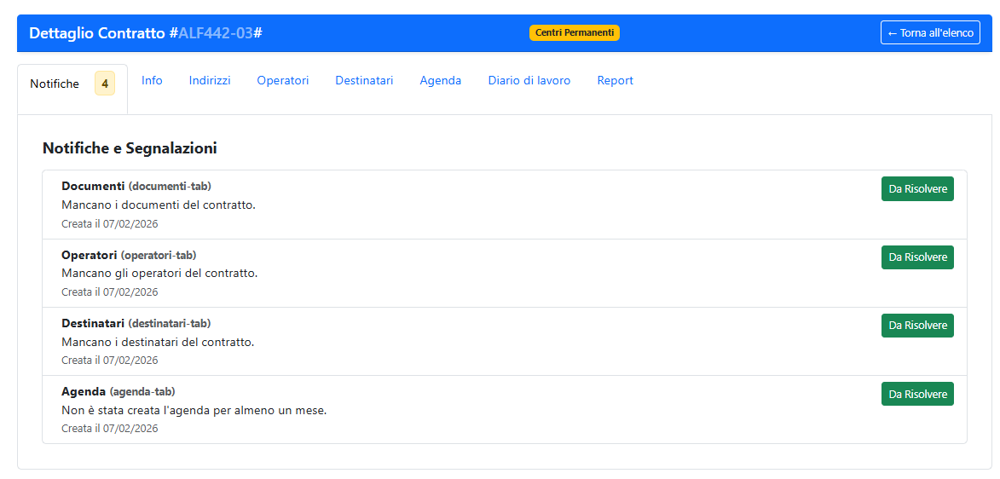 Dettaglio Contratto #ALF442-03#
Centri Permanenti
← Torna all'elenco
Notifiche 4
Info
Indirizzi
Operatori
Destinatari
Agenda
Diario di lavoro
Report
Notifiche e Segnalazioni
Documenti (documenti-tab)
Da Risolvere
Mancano i documenti del contratto.
Creata il 07/02/2026
Operatori (operatori-tab)
Da Risolvere
Mancano gli operatori del contratto.
Creata il 07/02/2026
Destinatari (destinatari-tab)
Da Risolvere
Mancano i destinatari del contratto.
Creata il 07/02/2026
Agenda (agenda-tab)
Da Risolvere
Non è stata creata l'agenda per almeno un mese.
Creata il 07/02/2026